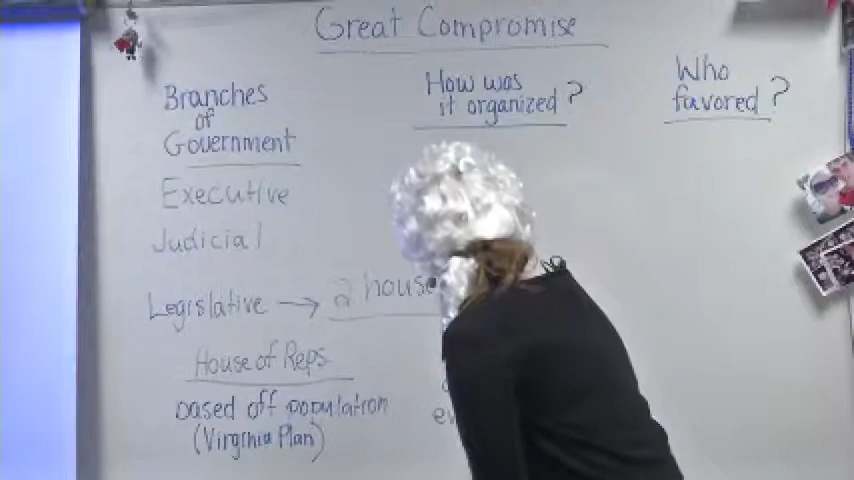 Great Compromise
Branches
of
Government
How was
it organized?
Who
favored?
Executive
Judicial
Legislative → 2 house
House of Reps.
based off population
(Virginia Plan)